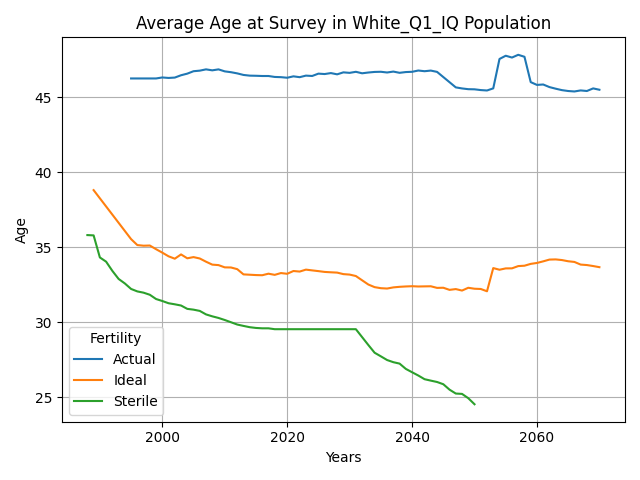 Average Age at Survey in White_Q1_IQ Population
Age
45
40
35
30
25
Fertility
Actual
Ideal
Sterile
2000
2020
2040
2060
Years